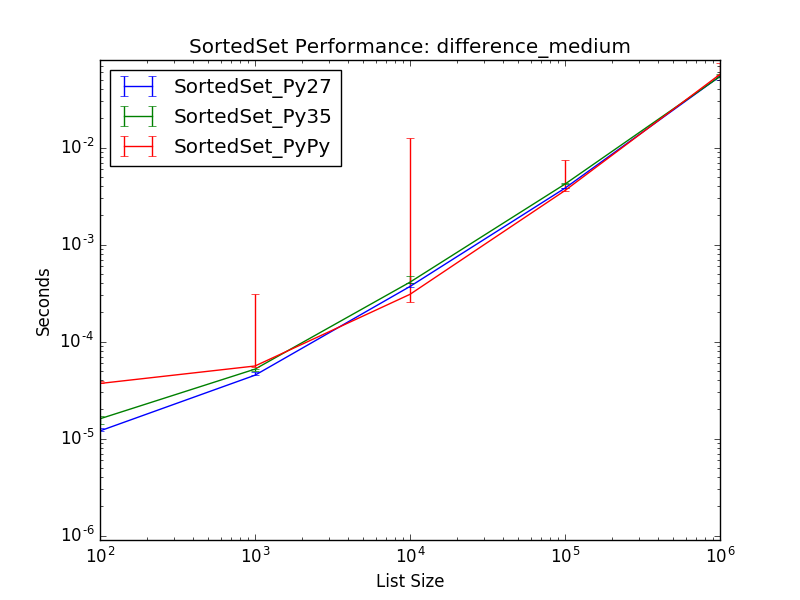 SortedSet Performance: difference_medium
SortedSet_Py27
SortedSet_Py35
SortedSet_PyPy
10^-2
10^-3
10^-4
10^-5
10^-6
Seconds
10^2 10^3 10^4 10^5 10^6
List Size